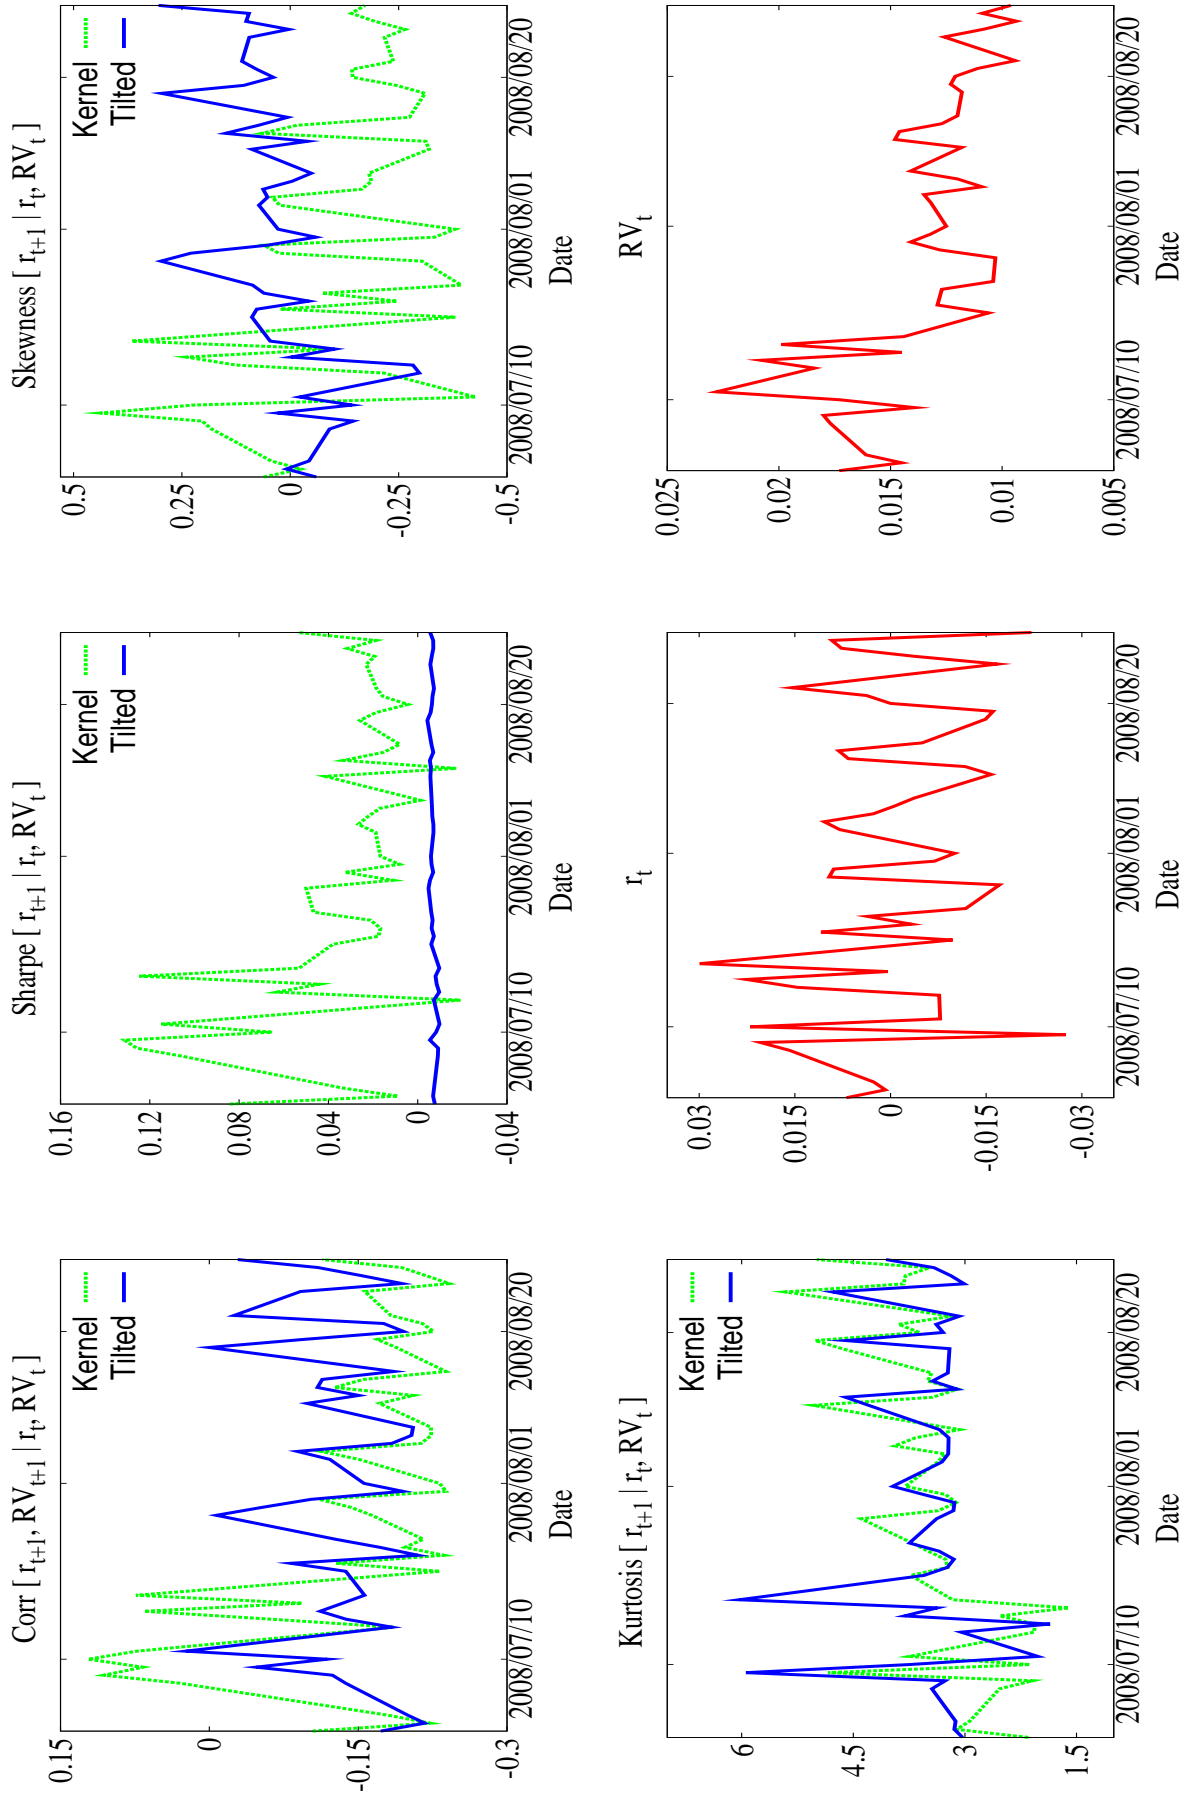 Corr [ r_{t+1}, RV_{t+1} | r_t, RV_t ]
Kernel
Tilted
0.15
0
-0.15
-0.3
2008/07/10
2008/08/01
2008/08/20
Date
Sharpe [ r_{t+1} | r_t, RV_t ]
Kernel
Tilted
0.16
0.12
0.08
0.04
0
-0.04
2008/07/10
2008/08/01
2008/08/20
Date
Skewness [ r_{t+1} | r_t, RV_t ]
Kernel
Tilted
0.5
0.25
0
-0.25
-0.5
2008/07/10
2008/08/01
2008/08/20
Date
Kurtosis [ r_{t+1} | r_t, RV_t ]
Kernel
Tilted
6
4.5
3
1.5
2008/07/10
2008/08/01
2008/08/20
Date
r_t
0.03
0.015
0
-0.015
-0.03
2008/07/10
2008/08/01
2008/08/20
Date
RV_t
0.025
0.02
0.015
0.01
0.005
2008/07/10
2008/08/01
2008/08/20
Date